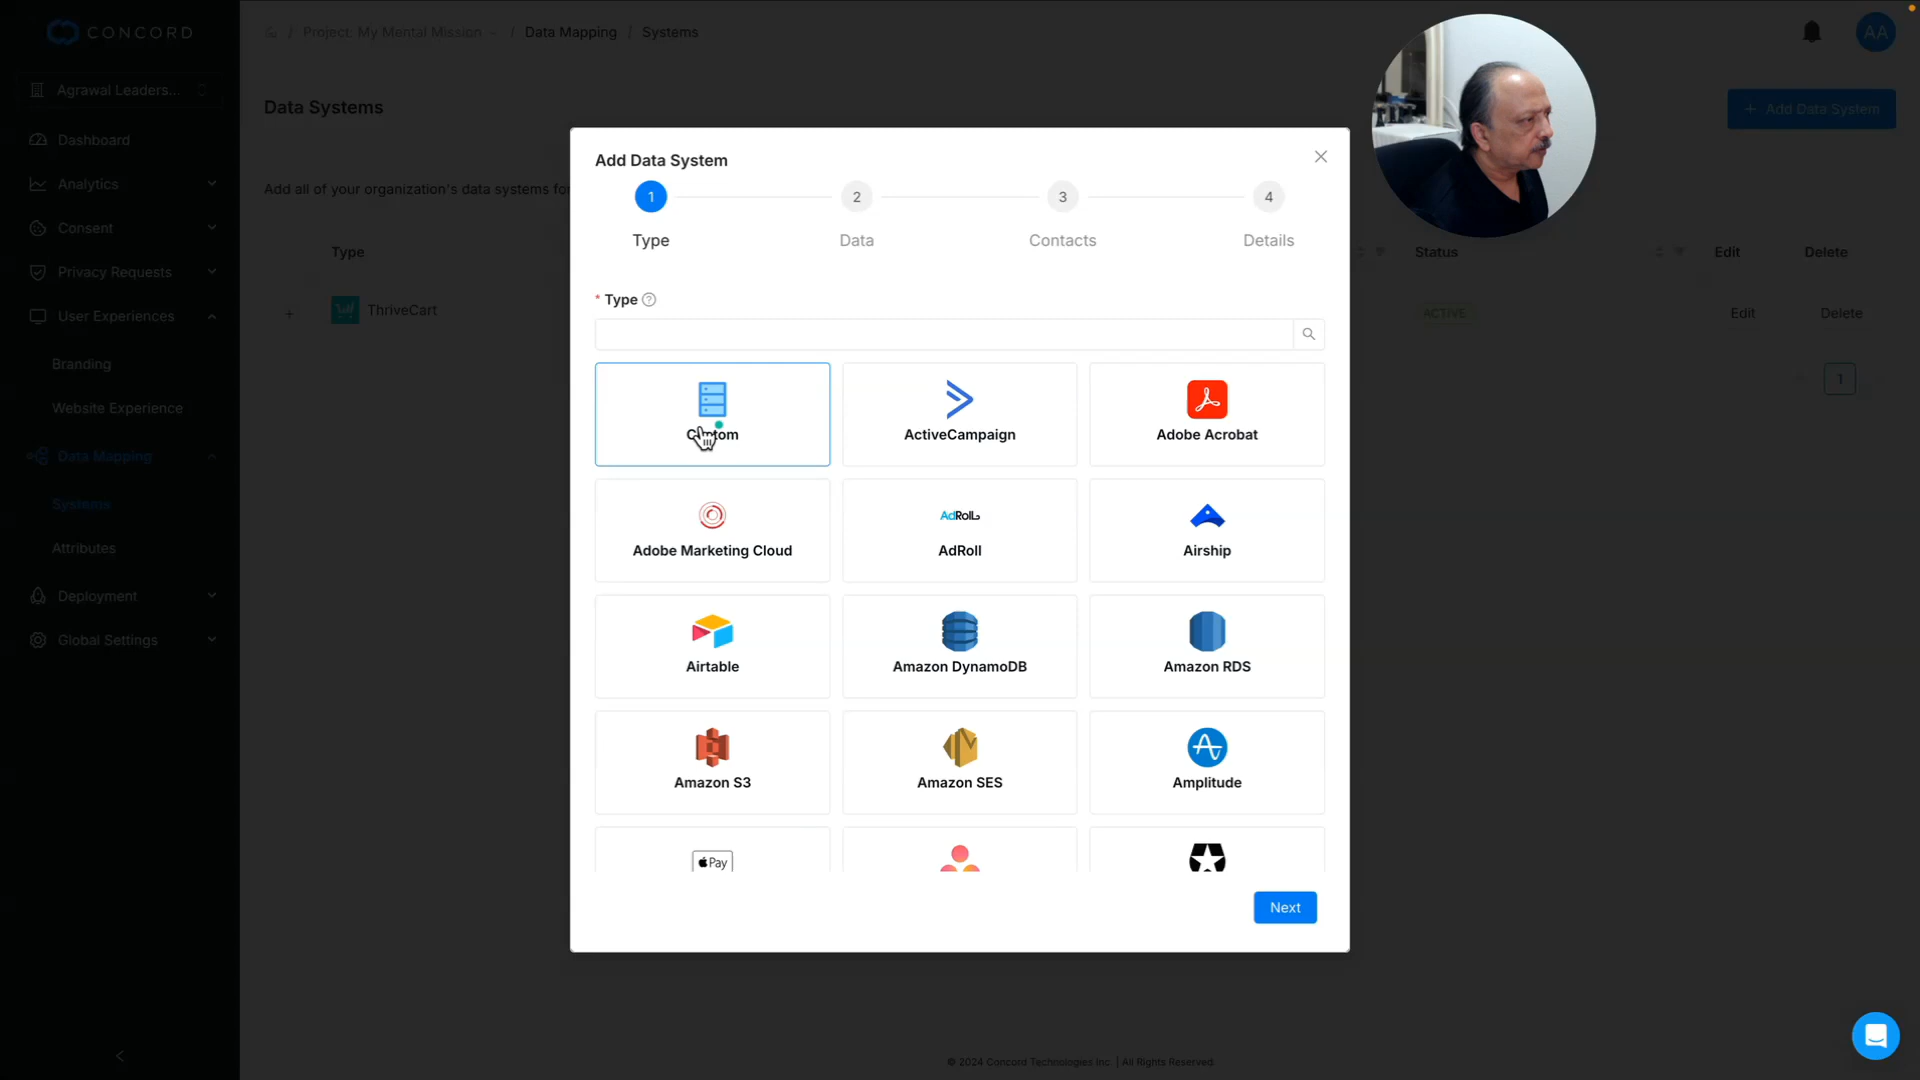 CONCORD
/ Project: My Mental Mission / Data Mapping / Systems
AA
Agrawal Leaders...
Data Systems
+ Add Data System
Dashboard
Analytics
Consent
Privacy Requests
User Experiences
Branding
Website Experience
Data Mapping
Systems
Attributes
Deployment
Global Settings
Add all of your organization's data systems for
Type
Status
Edit
Delete
ThriveCart
ACTIVE
Edit
Delete
1
Add Data System
1
2
3
4
Type
Data
Contacts
Details
* Type
Custom
ActiveCampaign
Adobe Acrobat
Adobe Marketing Cloud
AdRoll
AdRoll
Airship
Airtable
Amazon DynamoDB
Amazon RDS
Amazon S3
Amazon SES
Amplitude
Pay
Next
© 2024 Concord Technologies Inc. | All Rights Reserved.